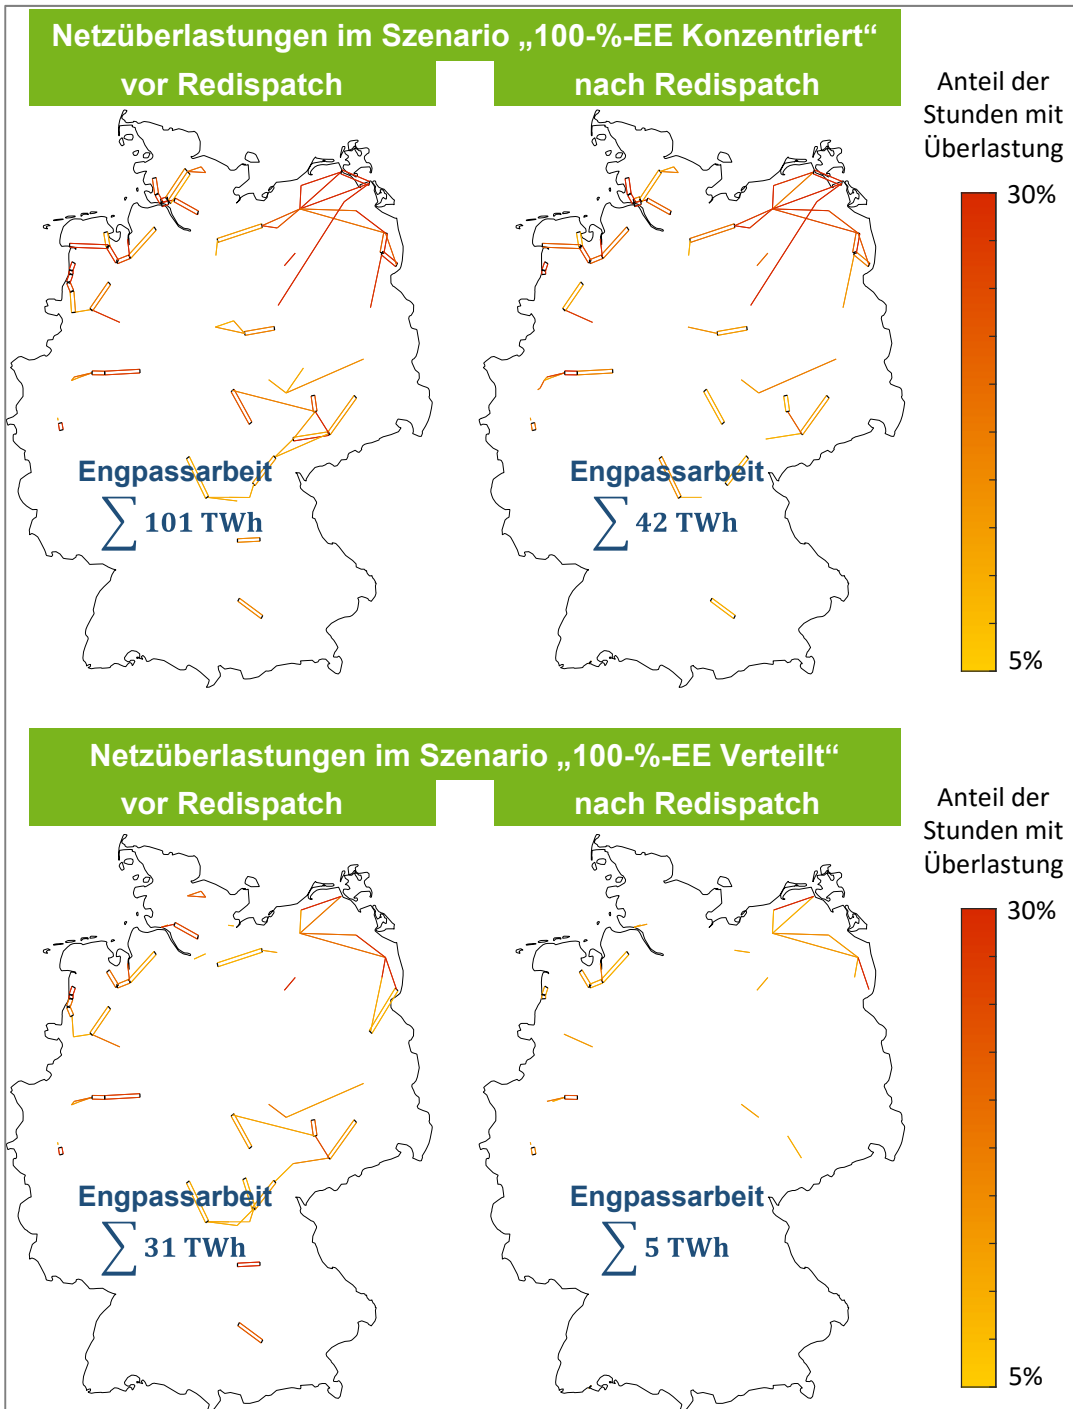 Netzüberlastungen im Szenario „100-%-EE Konzentriert“
vor Redispatch
nach Redispatch
Anteil der
Stunden mit
Überlastung
30%
5%
Engpassarbeit
∑ 101 TWh
Engpassarbeit
∑ 42 TWh
Netzüberlastungen im Szenario „100-%-EE Verteilt“
vor Redispatch
nach Redispatch
Anteil der
Stunden mit
Überlastung
30%
5%
Engpassarbeit
∑ 31 TWh
Engpassarbeit
∑ 5 TWh